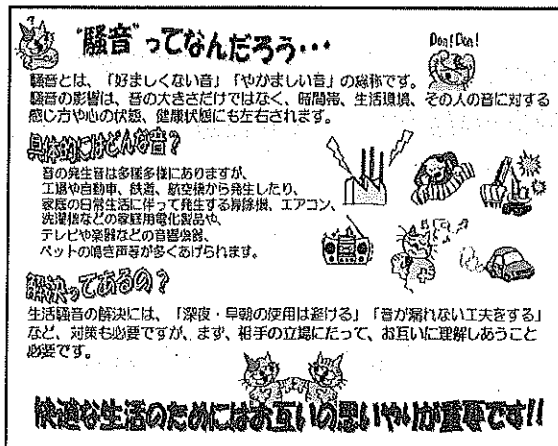 “騒音”ってなんだろう・・・
Don! Don!
騒音とは、「好ましくない音」「やかましい音」の総称です。
騒音の影響は、音の大きさだけではなく、時間帯、生活環境、その人の音に対する
感じ方や心の状態、健康状態にも左右されます。
具体的にはどんな音?
音の発生音は多種多様にありますが、
工場や自動車、鉄道、航空機から発生したり、
家庭の日常生活に伴って発生する掃除機、エアコン、
洗濯機などの家庭用電化製品や、
テレビや楽器などの音響機器、
ペットの鳴き声等が多くあげられます。
解決ってあるの?
生活騒音の解決には、「深夜・早朝の使用は避ける」「音が漏れない工夫をする」
など、対策も必要ですが、まず、相手の立場にたって、お互いに理解しあうこと
必要です。
快適な生活のためにはお互いの思いやりが重要です!!